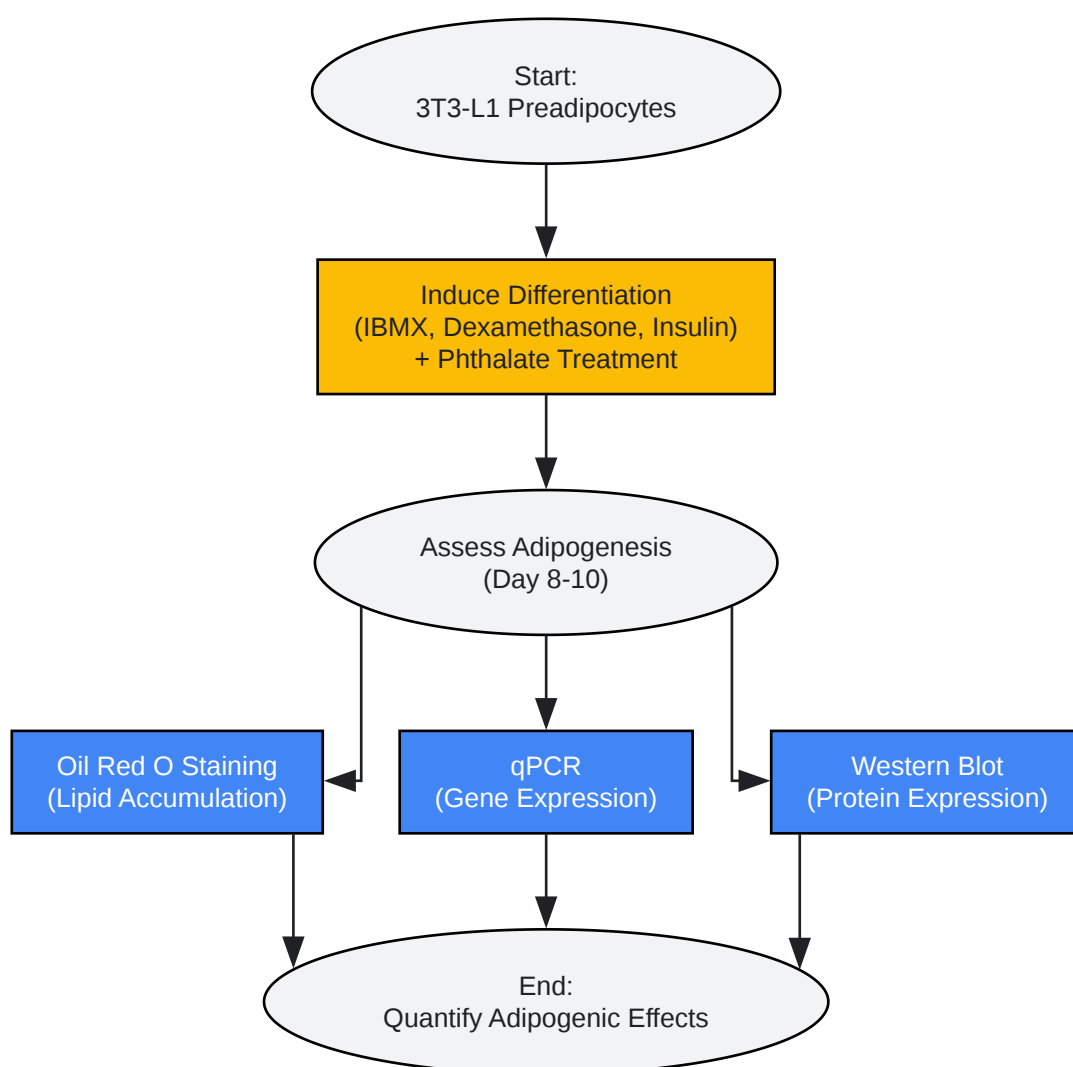 Start:
3T3-L1 Preadipocytes
Induce Differentiation
(IBMX, Dexamethasone, Insulin)
+ Phthalate Treatment
Assess Adipogenesis
(Day 8-10)
Oil Red O Staining
(Lipid Accumulation)
qPCR
(Gene Expression)
Western Blot
(Protein Expression)
End:
Quantify Adipogenic Effects